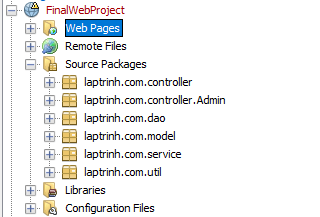 FinalWebProject
Web Pages
Remote Files
Source Packages
laptrinh.com.controller
laptrinh.com.controller.Admin
laptrinh.com.dao
laptrinh.com.model
laptrinh.com.service
laptrinh.com.util
Libraries
Configuration Files